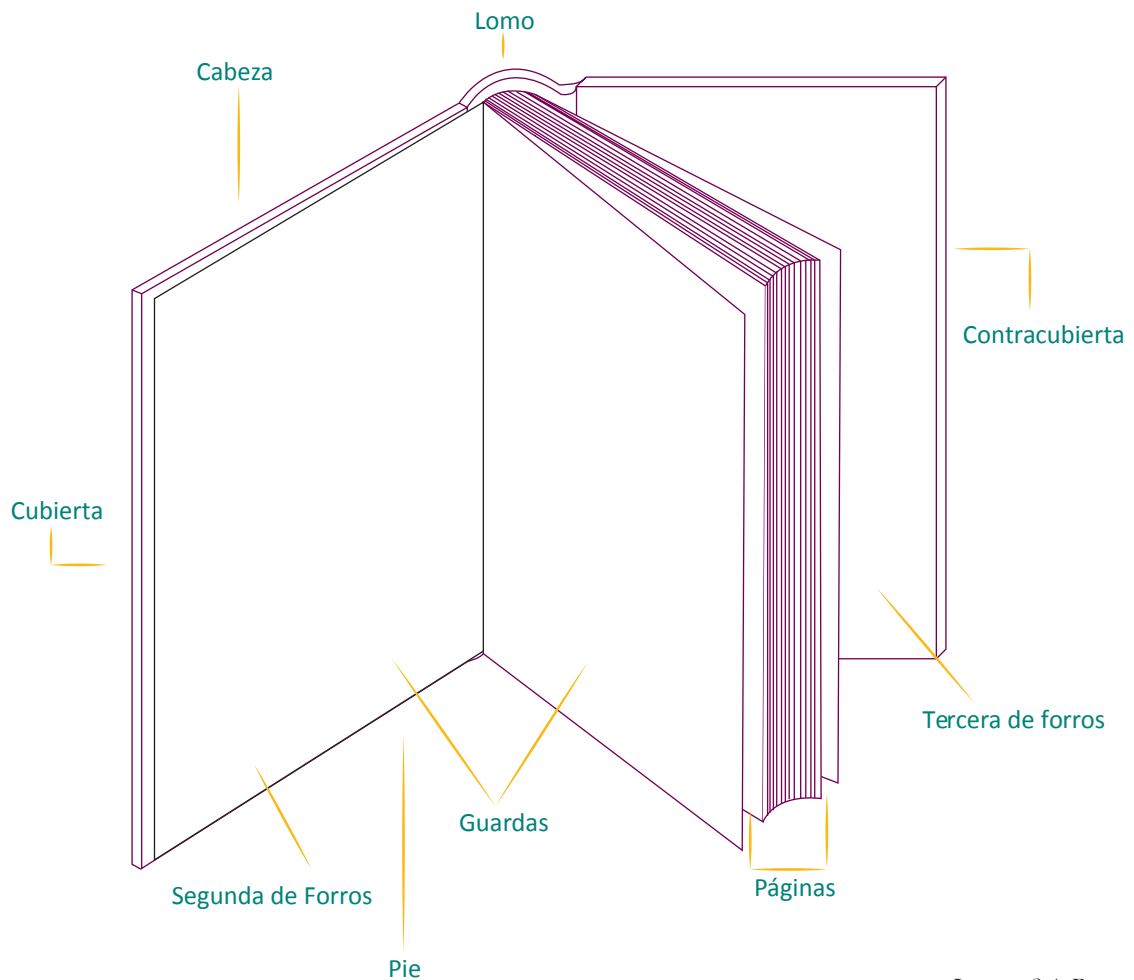 Lomo
Cabeza
Contracubierta
Cubierta
Tercera de forros
Guardas
Páginas
Segunda de Forros
Pie